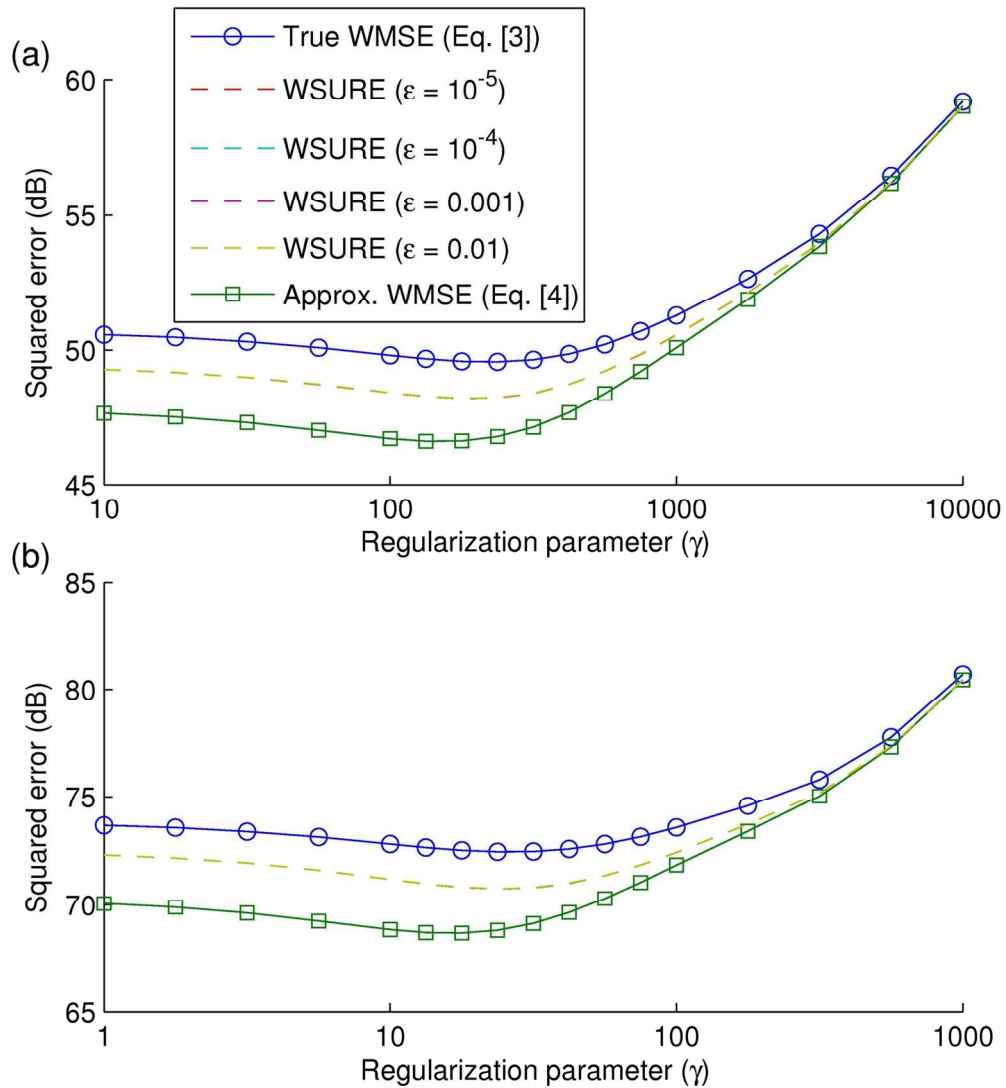 (a)
True WMSE (Eq. [3])
WSURE (ε = 10^-5)
WSURE (ε = 10^-4)
WSURE (ε = 0.001)
WSURE (ε = 0.01)
Approx. WMSE (Eq. [4])
60
55
50
45
Squared error (dB)
10 100 1000 10000
Regularization parameter (γ)
(b)
85
80
75
70
65
Squared error (dB)
1 10 100 1000
Regularization parameter (γ)